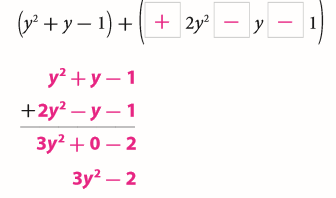 (y² + y – 1) + ( + 2y² – y – 1)
y² + y – 1
+ 2y² – y – 1
3y² + 0 – 2
3y² – 2